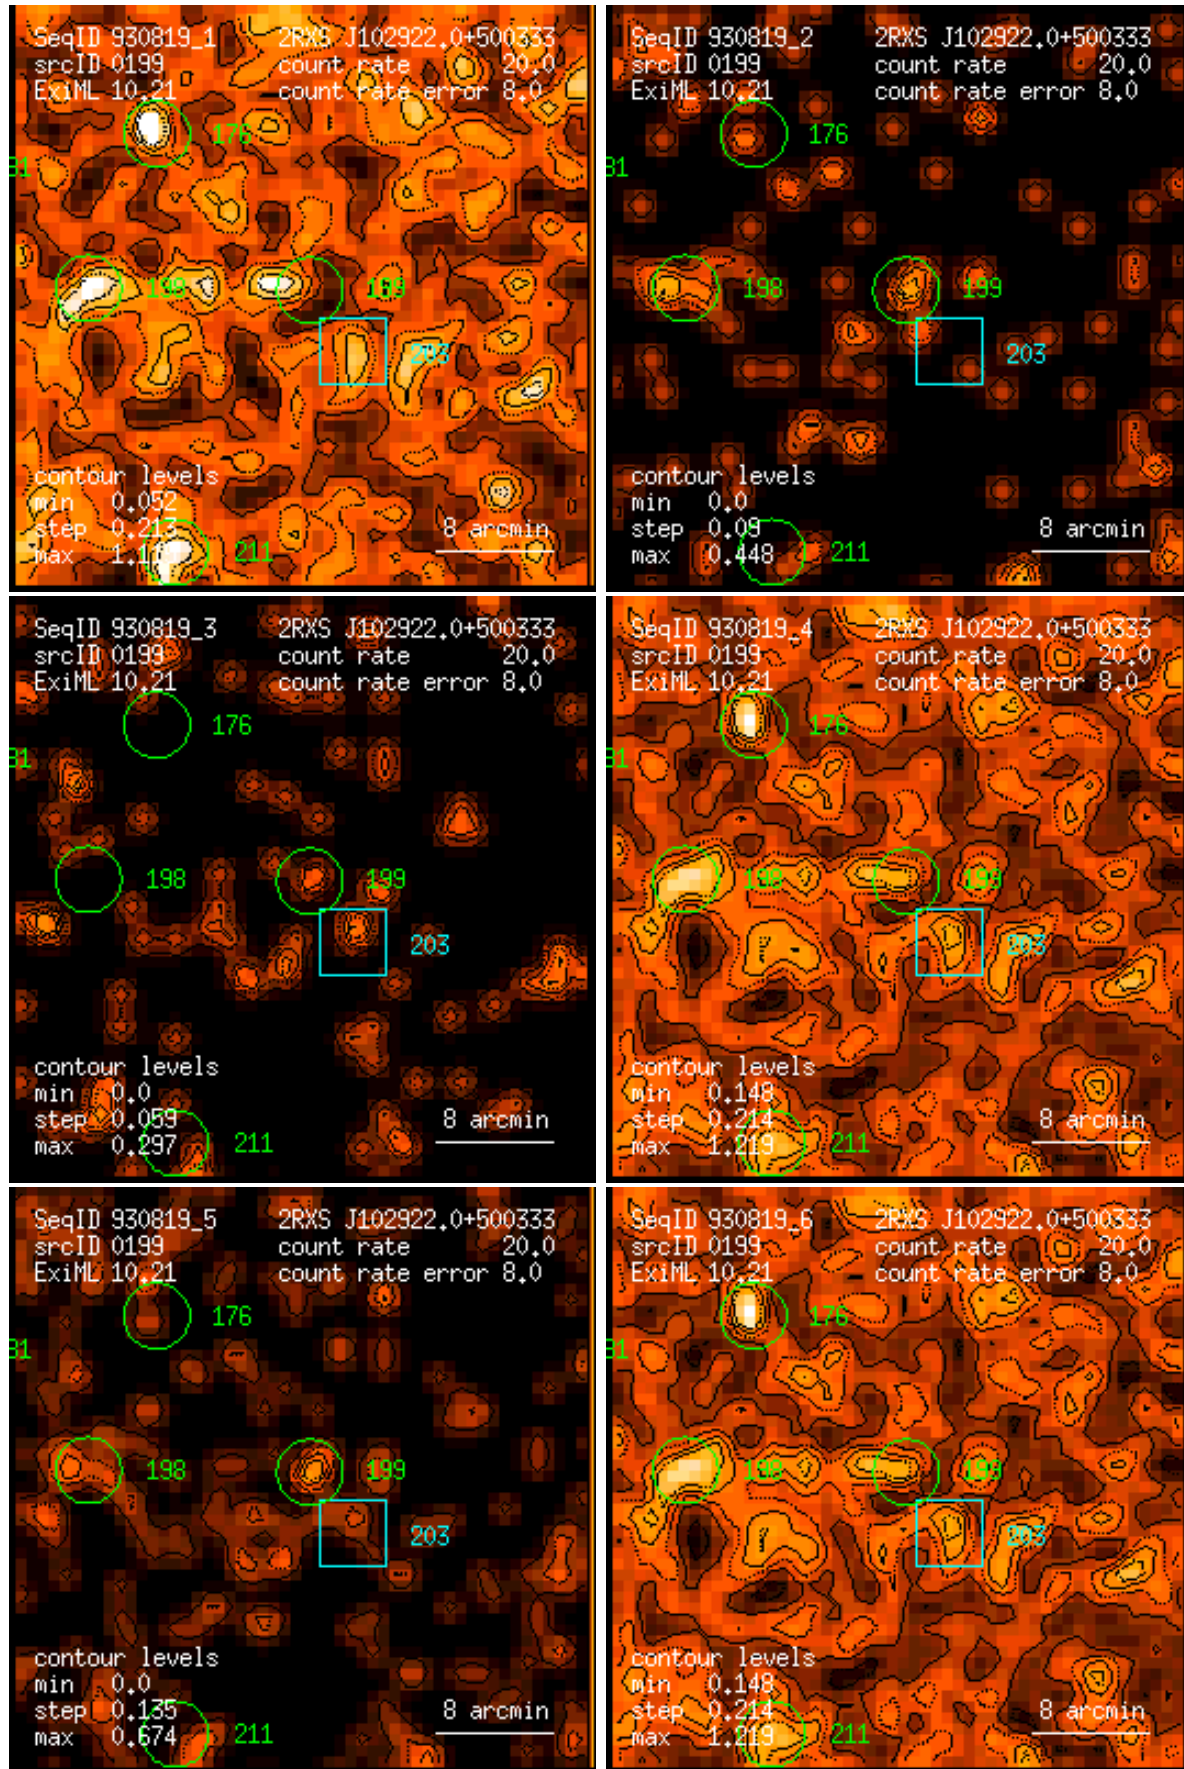 SeqID 930819_1 2RXS J102922.0+500333
srcID 0199 count rate 20.0
ExiML 10.21 count rate error 8.0
176
31
198 199
203
contour levels
min 0.052
step 0.213
8 arcmin
211
SeqID 930819_2 2RXS J102922.0+500333
srcID 0199 count rate 20.0
ExiML 10.21 count rate error 8.0
176
31
198 199
203
contour levels
min 0.0
step 0.09 8 arcmin
max 0.448 211
SeqID 930819_3 2RXS J102922.0+500333
srcID 0199 count rate 20.0
ExiML 10.21 count rate error 8.0
176
31
198 199
203
contour levels
min 0.0
step 0.059 8 arcmin
max 0.297 211
SeqID 930819_4 2RXS J102922.0+500333
srcID 0199 count rate 20.0
ExiML 10.21 count rate error 8.0
176
31
198 199
203
contour levels
min 0.148
step 0.214 8 arcmin
max 1.219 211
SeqID 930819_5 2RXS J102922.0+500333
srcID 0199 count rate 20.0
ExiML 10.21 count rate error 8.0
176
31
198 199
203
contour levels
min 0.0
step 0.135 8 arcmin
max 0.674 211
SeqID 930819_6 2RXS J102922.0+500333
srcID 0199 count rate 20.0
ExiML 10.21 count rate error 8.0
176
31
198 199
203
contour levels
min 0.148
step 0.214 8 arcmin
max 1.219 211